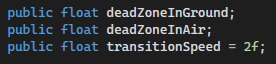 public float deadZoneInGround;
public float deadZoneInAir;
public float transitionSpeed = 2f;